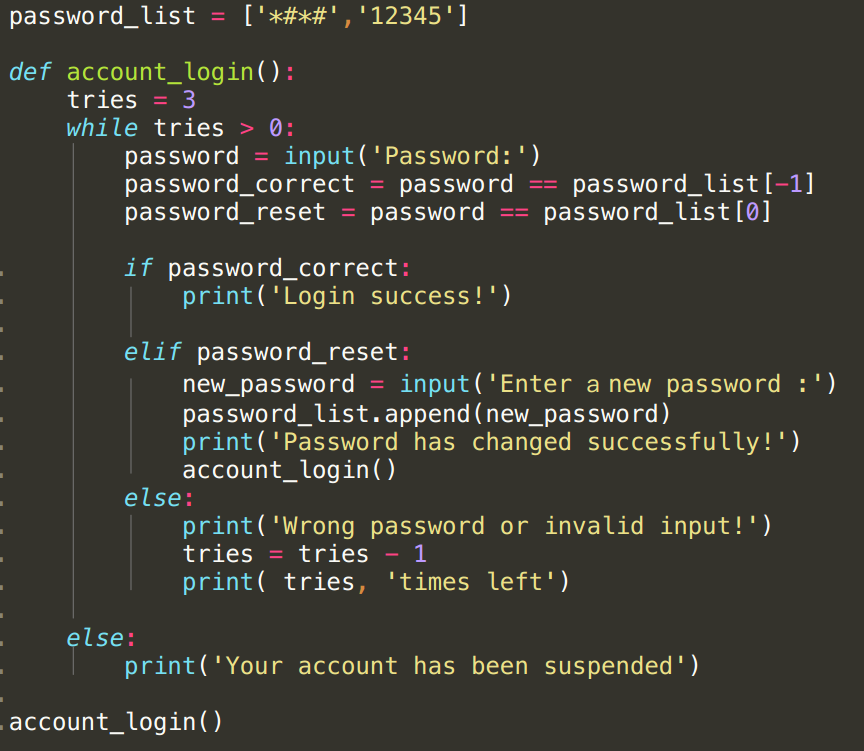 password_list = ['*#*#','12345']

def account_login():
    tries = 3
    while tries > 0:
        password = input('Password:')
        password_correct = password == password_list[-1]
        password_reset = password == password_list[0]

        if password_correct:
            print('Login success!')

        elif password_reset:
            new_password = input('Enter a new password :')
            password_list.append(new_password)
            print('Password has changed successfully!')
            account_login()
        else:
            print('Wrong password or invalid input!')
            tries = tries - 1
            print( tries, 'times left')

    else:
        print('Your account has been suspended')

account_login()